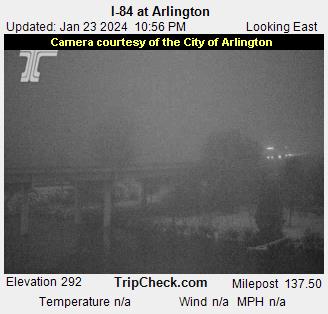 I-84 at Arlington
Updated: Jan 23 2024 10:56 PM Looking East
Camera courtesy of the City of Arlington
Elevation 292 TripCheck.com Milepost 137.50
Temperature n/a Wind n/a MPH n/a